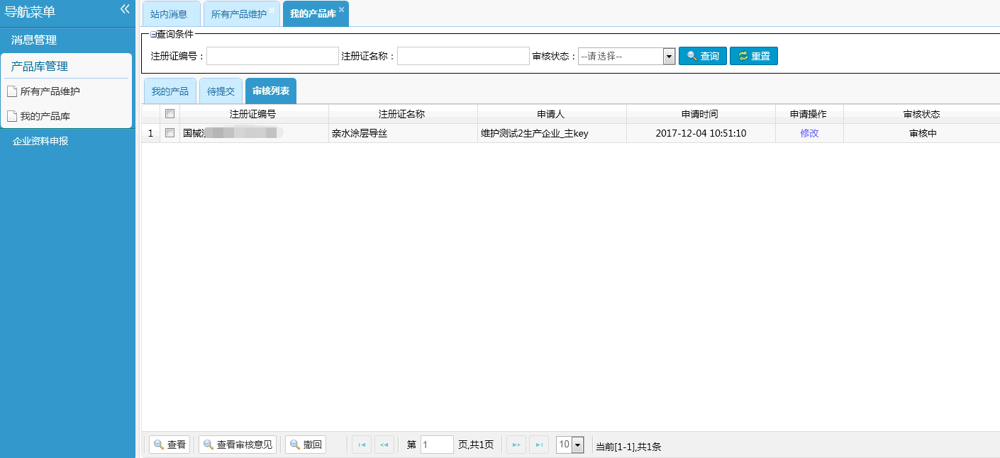 导航菜单
消息管理
产品库管理
所有产品维护
我的产品库
企业资料申报
站内消息 所有产品维护 我的产品库
查询条件
注册证编号： 注册证名称： 审核状态： --请选择-- 查询 重置
我的产品 待提交 审核列表
注册证编号 注册证名称 申请人 申请时间 申请操作 审核状态
1 国械 亲水涂层导丝 维护测试2生产企业_主key 2017-12-04 10:51:10 修改 审核中
查看 查看审核意见 撤回 第 1 页,共1页 10 当前[1-1],共1条